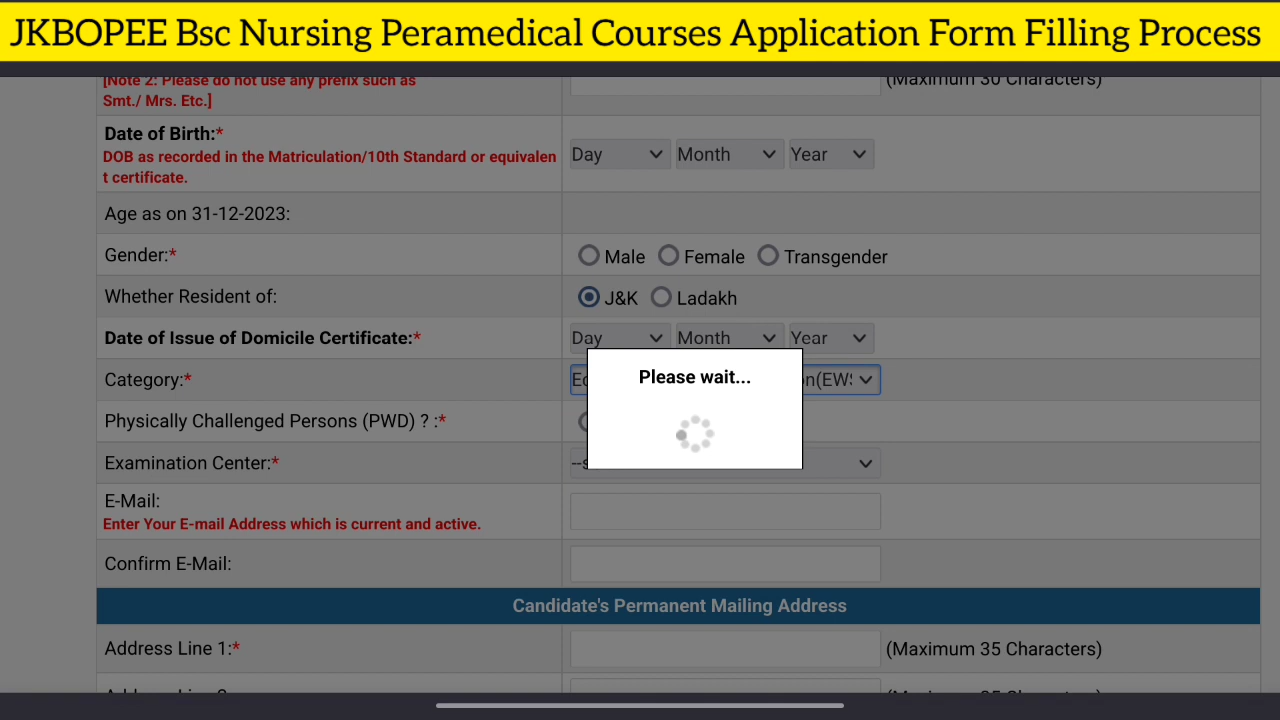 JKBOPEE Bsc Nursing Peramedical Courses Application Form Filling Process
[Note 2: Please do not use any prefix such as
Smt./ Mrs. Etc.]
(Maximum 30 Characters)
Date of Birth:*
DOB as recorded in the Matriculation/10th Standard or equivalen
t certificate.
Day Month Year
Age as on 31-12-2023:
Gender:* Male Female Transgender
Whether Resident of: J&K Ladakh
Date of Issue of Domicile Certificate:* Day Month Year
Please wait...
Category:*
Physically Challenged Persons (PWD) ? :*
Examination Center:*
E-Mail:
Enter Your E-mail Address which is current and active.
Confirm E-Mail:
Candidate's Permanent Mailing Address
Address Line 1:* (Maximum 35 Characters)